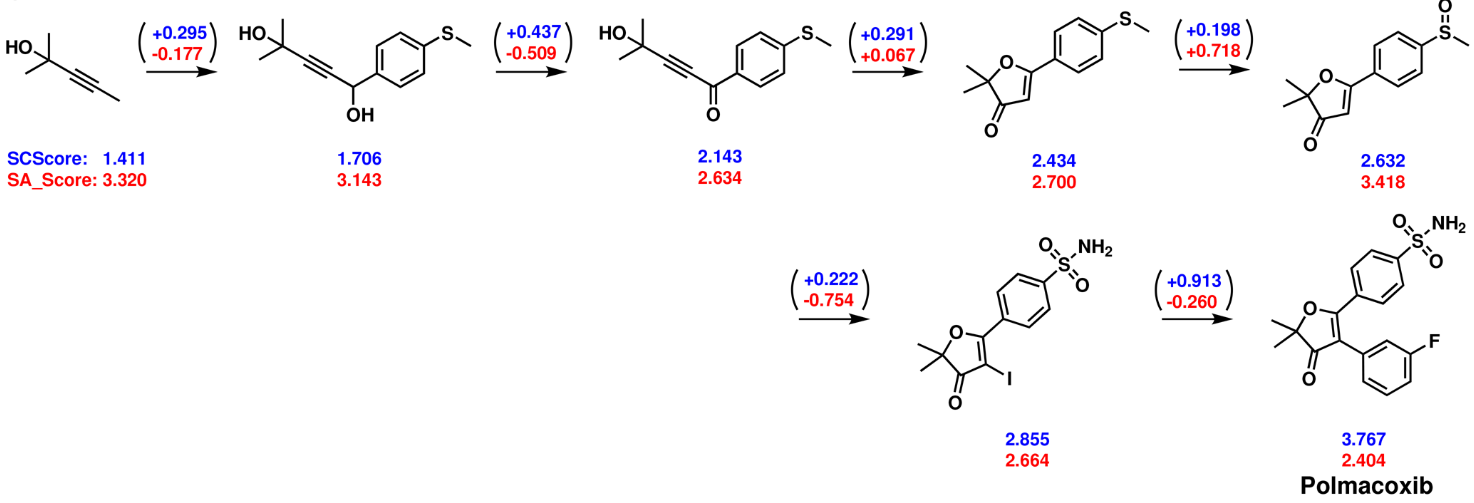 HO
(+0.295
-0.177)
HO
S
OH
(+0.437
-0.509)
HO
S
O
(+0.291
+0.067)
S
O
O
(+0.198
+0.718)
O
S
O
O
SCScore: 1.411
SA_Score: 3.320
1.706
3.143
2.143
2.634
2.434
2.700
2.632
3.418
(+0.222
-0.754)
O
S
NH2
O
O
O
I
(+0.913
-0.260)
O
S
NH2
O
O
O
F
2.855
2.664
3.767
2.404
Polmacoxib